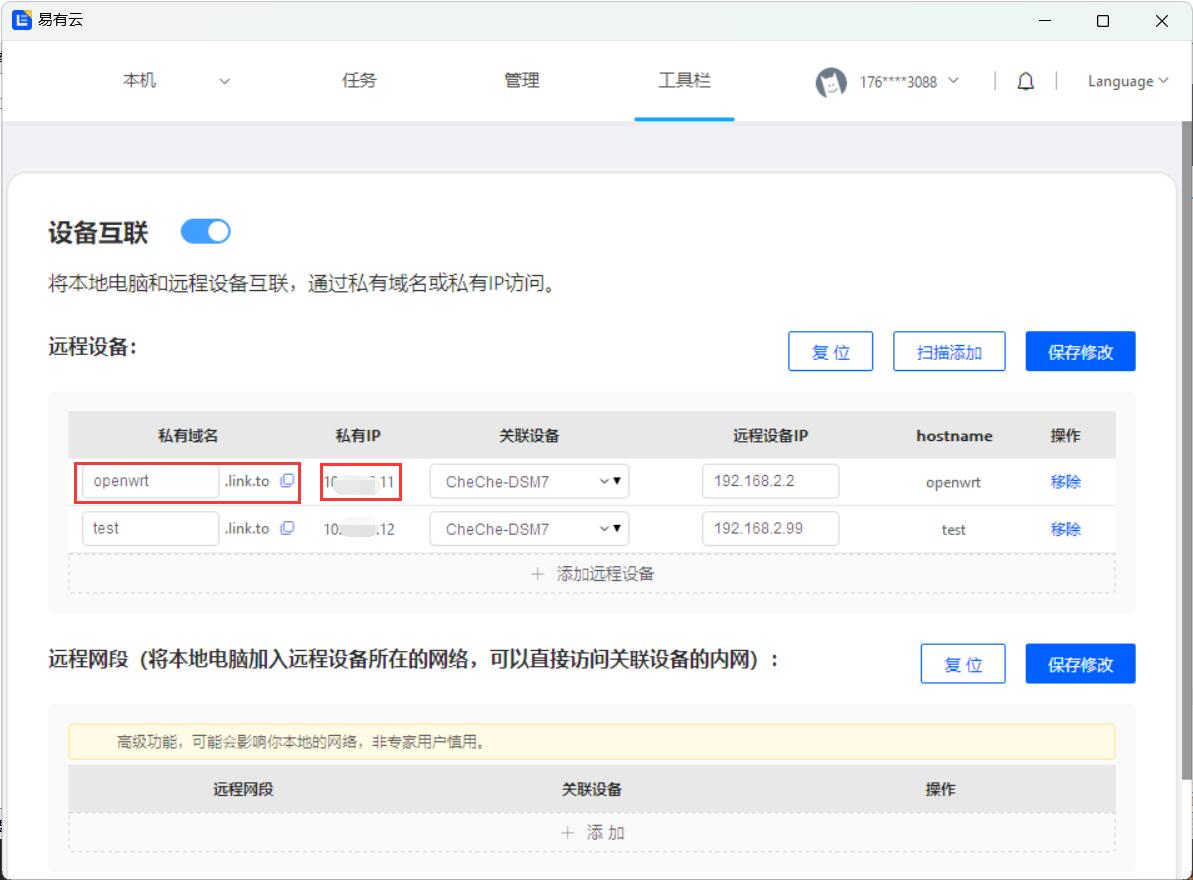 易有云
本机 任务 管理 工具栏 176****3088 Language
设备互联
将本地电脑和远程设备互联，通过私有域名或私有IP访问。
远程设备： 复 位 扫描添加 保存修改
私有域名 私有IP 关联设备 远程设备IP hostname 操作
openwrt .link.to 10 11 CheChe-DSM7 192.168.2.2 openwrt 移除
test .link.to 10. .12 CheChe-DSM7 192.168.2.99 test 移除
+ 添加远程设备
远程网段（将本地电脑加入远程设备所在的网络，可以直接访问关联设备的内网）： 复 位 保存修改
高级功能，可能会影响你本地的网络，非专家用户慎用。
远程网段 关联设备 操作
+ 添 加